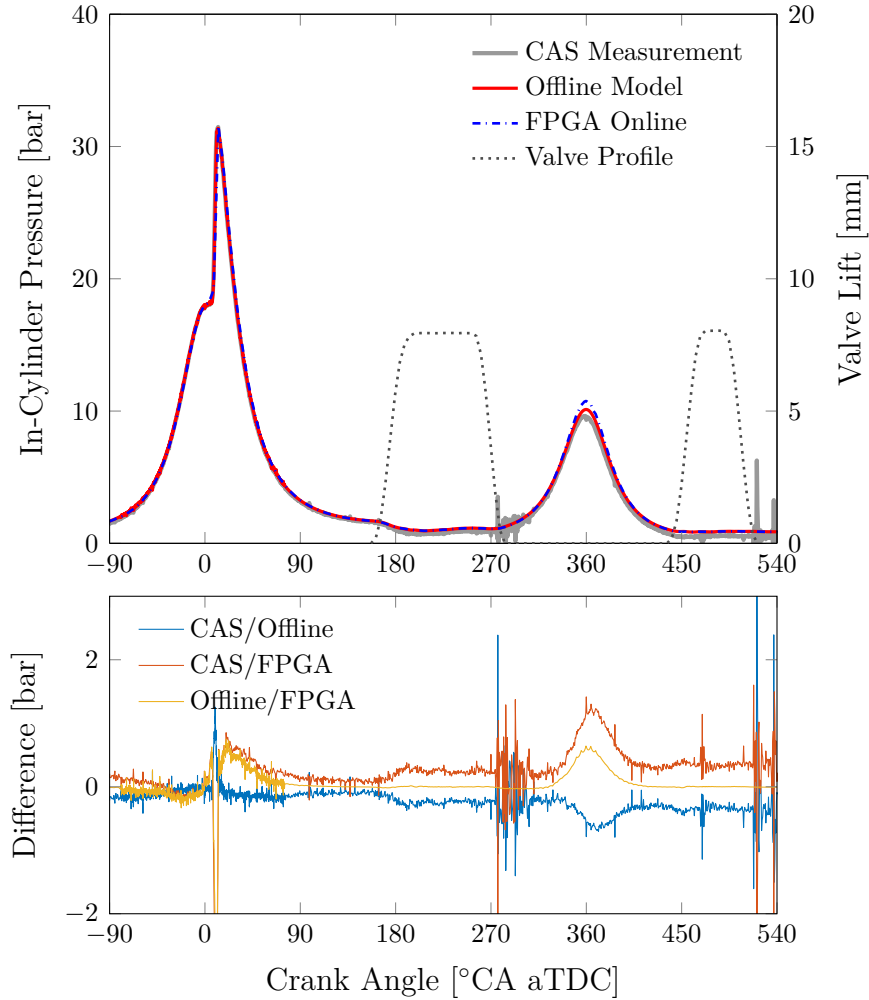 40
20
CAS Measurement
Offline Model
FPGA Online
Valve Profile
30
15
20
10
10
5
0
0
−90 0 90 180 270 360 450 540
In-Cylinder Pressure [bar]
Valve Lift [mm]
CAS/Offline
CAS/FPGA
Offline/FPGA
2
0
−2
−90 0 90 180 270 360 450 540
Difference [bar]
Crank Angle [°CA aTDC]